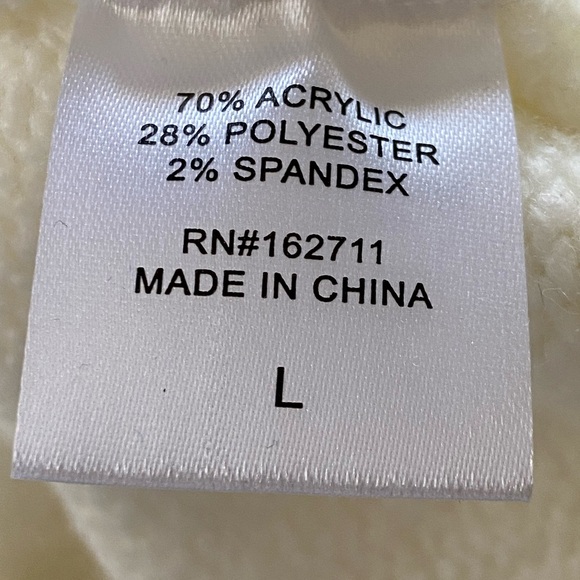 70% ACRYLIC
28% POLYESTER
2% SPANDEX
RN#162711
MADE IN CHINA
L